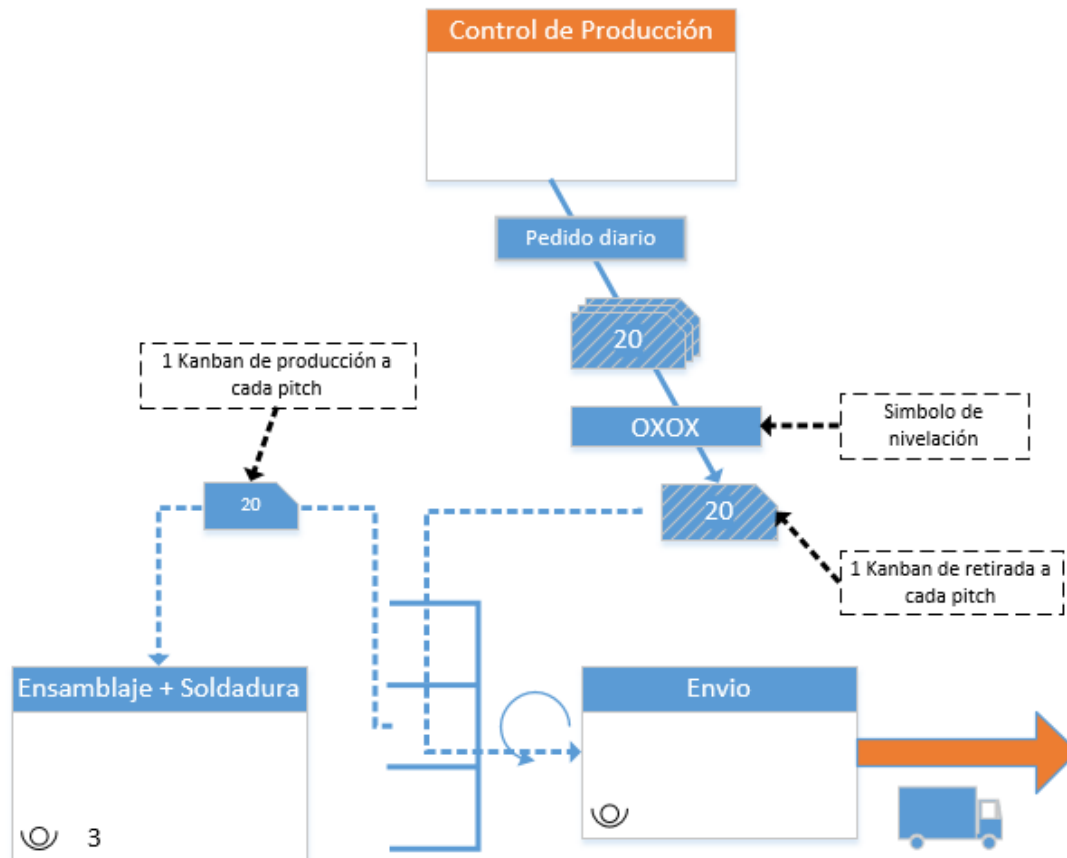 Control de Producción
Pedido diario
20
1 Kanban de producción a
cada pitch
OXOX
Simbolo de
nivelación
20
20
1 Kanban de retirada a
cada pitch
Ensamblaje + Soldadura
Envio
3